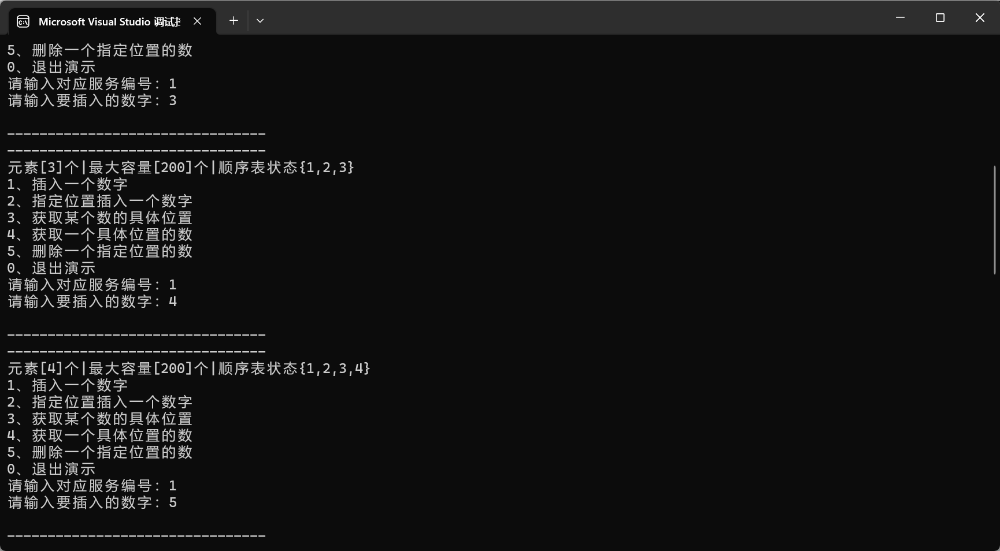 Microsoft Visual Studio 调试
5、删除一个指定位置的数
0、退出演示
请输入对应服务编号：1
请输入要插入的数字：3
--------------------------------
--------------------------------
元素[3]个|最大容量[200]个|顺序表状态{1,2,3}
1、插入一个数字
2、指定位置插入一个数字
3、获取某个数的具体位置
4、获取一个具体位置的数
5、删除一个指定位置的数
0、退出演示
请输入对应服务编号：1
请输入要插入的数字：4
--------------------------------
--------------------------------
元素[4]个|最大容量[200]个|顺序表状态{1,2,3,4}
1、插入一个数字
2、指定位置插入一个数字
3、获取某个数的具体位置
4、获取一个具体位置的数
5、删除一个指定位置的数
0、退出演示
请输入对应服务编号：1
请输入要插入的数字：5
--------------------------------